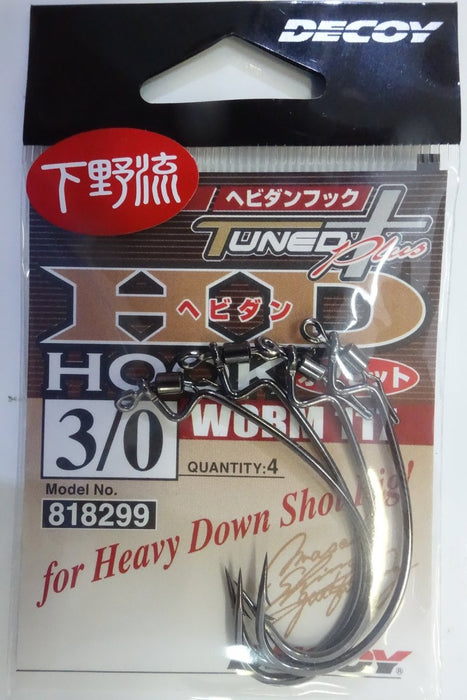 DECOY
下野流
ヘビダンフック
TUNED Plus
HD
ヘビダン
HOOK
3/0
WORM
QUANTITY:4
Model No.
818299
for Heavy Down Shot Rig!
DECOY®